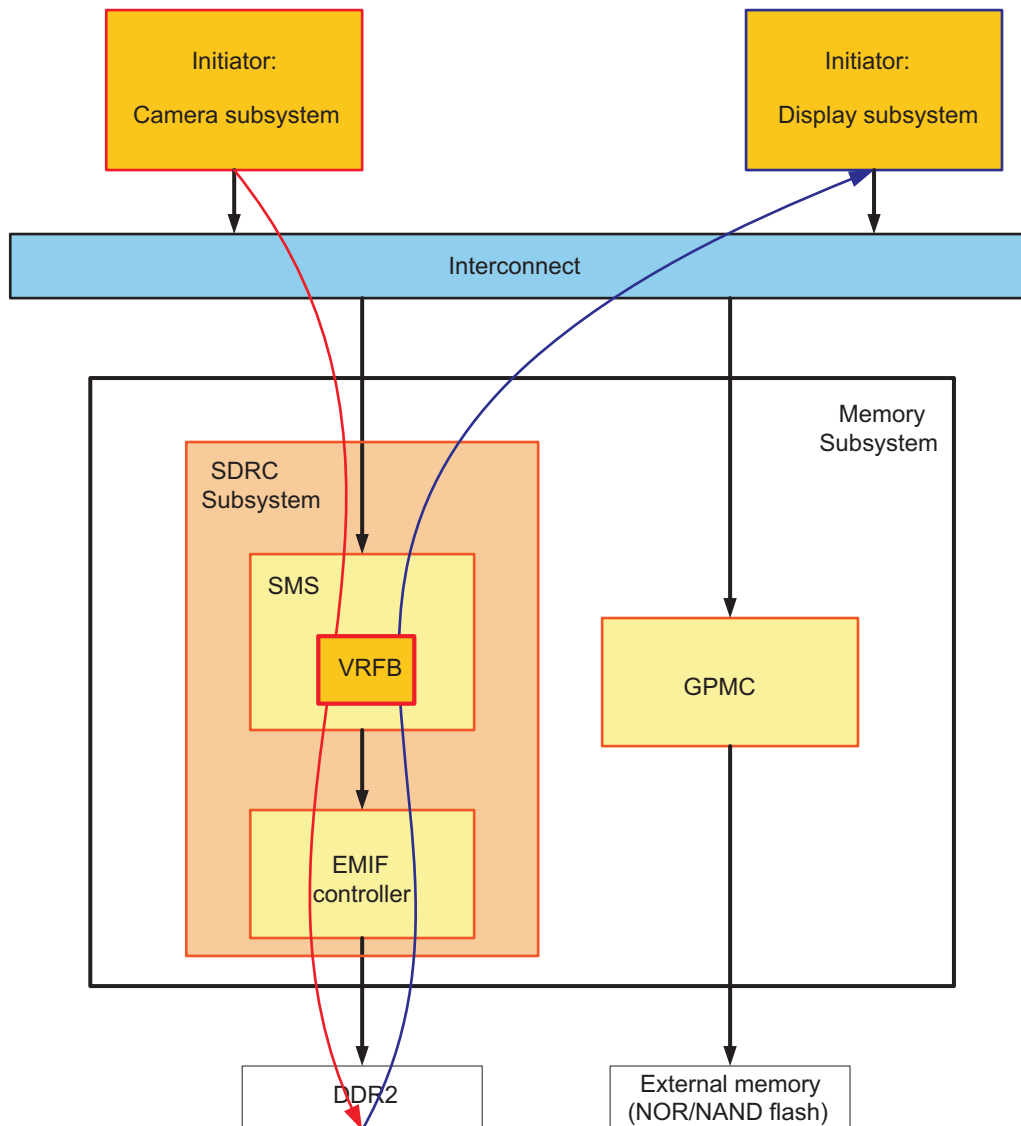 Initiator:
Camera subsystem
Initiator:
Display subsystem
Interconnect
Memory
Subsystem
SDRC
Subsystem
SMS
VRFB
GPMC
EMIF
controller
DDR2
External memory
(NOR/NAND flash)